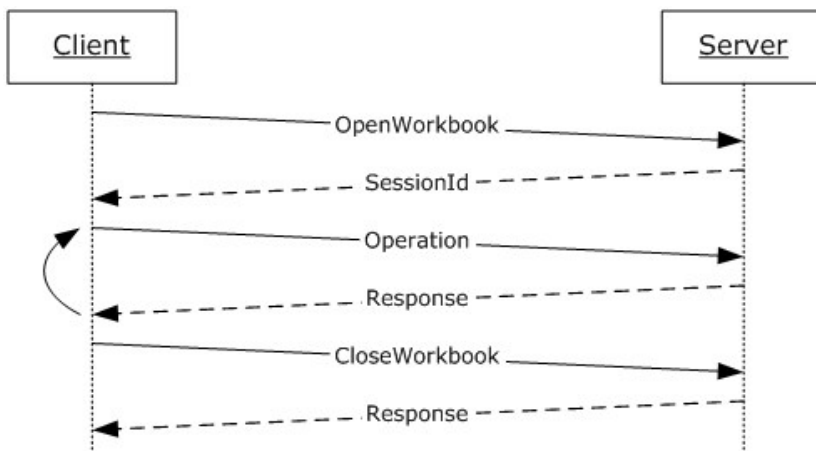 Client
Server
OpenWorkbook
SessionId
Operation
Response
CloseWorkbook
Response